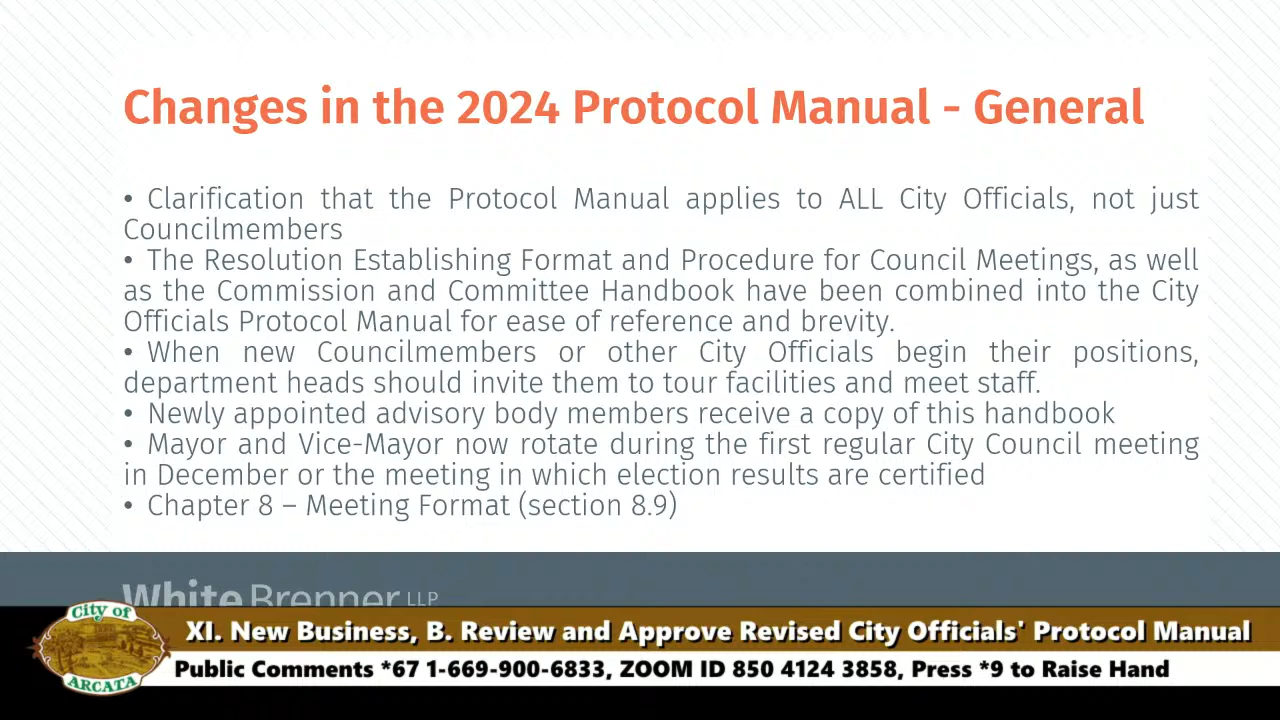 Changes in the 2024 Protocol Manual - General
• Clarification that the Protocol Manual applies to ALL City Officials, not just
Councilmembers
• The Resolution Establishing Format and Procedure for Council Meetings, as well
as the Commission and Committee Handbook have been combined into the City
Officials Protocol Manual for ease of reference and brevity.
• When new Councilmembers or other City Officials begin their positions,
department heads should invite them to tour facilities and meet staff.
• Newly appointed advisory body members receive a copy of this handbook
• Mayor and Vice-Mayor now rotate during the first regular City Council meeting
in December or the meeting in which election results are certified
• Chapter 8 – Meeting Format (section 8.9)
White Brenner LLP
City of
ARCATA
XI. New Business, B. Review and Approve Revised City Officials' Protocol Manual
Public Comments *67 1-669-900-6833, ZOOM ID 850 4124 3858, Press *9 to Raise Hand